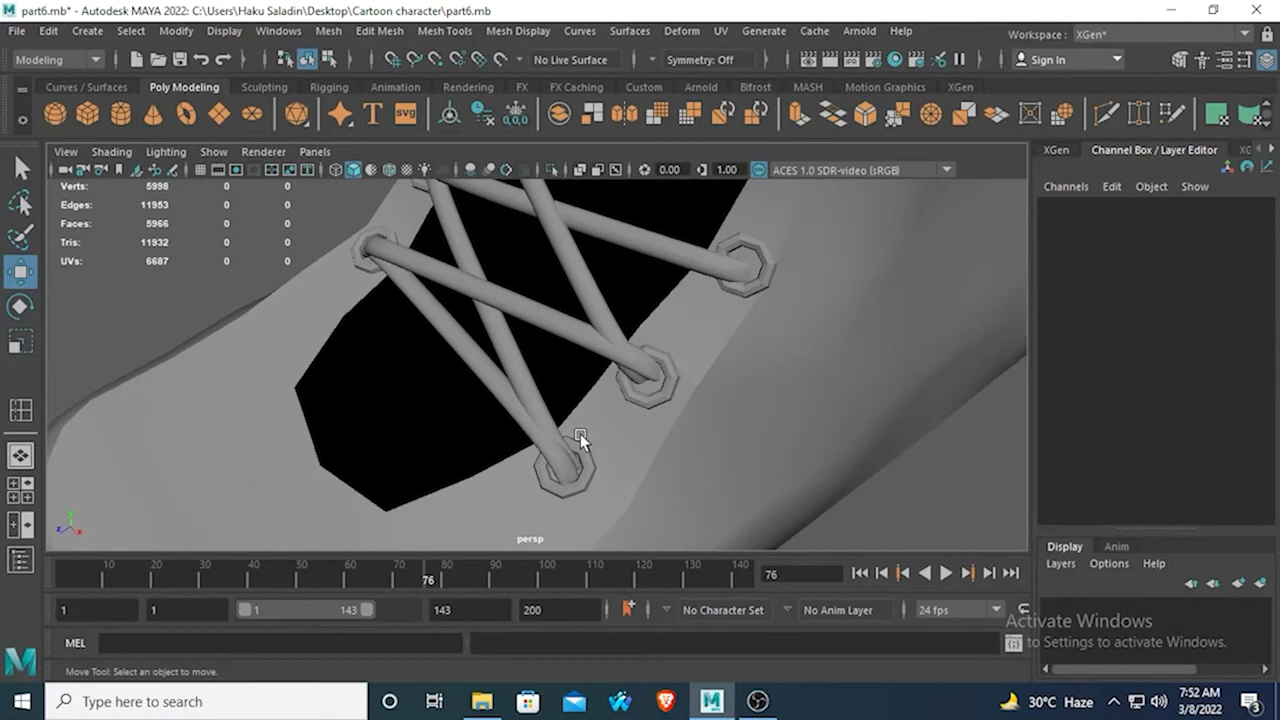 part6.mb* - Autodesk MAYA 2022: C:\Users\Haku Saladin\Desktop\Cartoon character\part6.mb
File Edit Create Select Modify Display Windows Mesh Edit Mesh Mesh Tools Mesh Display Curves Surfaces Deform UV Generate Cache Arnold Help Workspace : XGen*
Modeling No Live Surface Symmetry: Off Sign In
Curves / Surfaces Poly Modeling Sculpting Rigging Animation Rendering FX FX Caching Custom Arnold Bifrost MASH Motion Graphics XGen
T SVG 0,0,0
View Shading Lighting Show Renderer Panels XGen Channel Box / Layer Editor XG
0.00 1.00 ACES 1.0 SDR-video (sRGB)
Channels Edit Object Show
Verts: 5998 0 0
Edges: 11953 0 0
Faces: 5966 0 0
Tris: 11932 0 0
UVs: 6687 0 0
persp
Display Anim
Layers Options Help
10 20 30 40 50 60 70 80 90 100 110 120 130 140
76 76
1 1 1 143 143 200 No Character Set No Anim Layer 24 fps
Activate Windows
to Settings to activate Windows.
MEL
Move Tool: Select an object to move.
Type here to search
30°C Haze
7:52 AM
3/8/2022
3